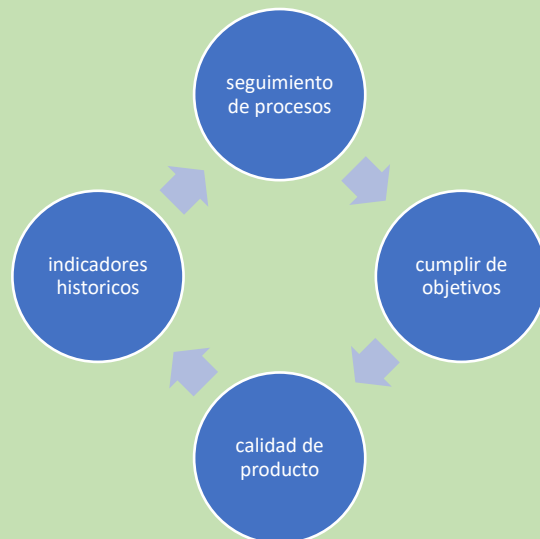 seguimiento
de procesos
cumplir de
objetivos
calidad de
producto
indicadores
historicos